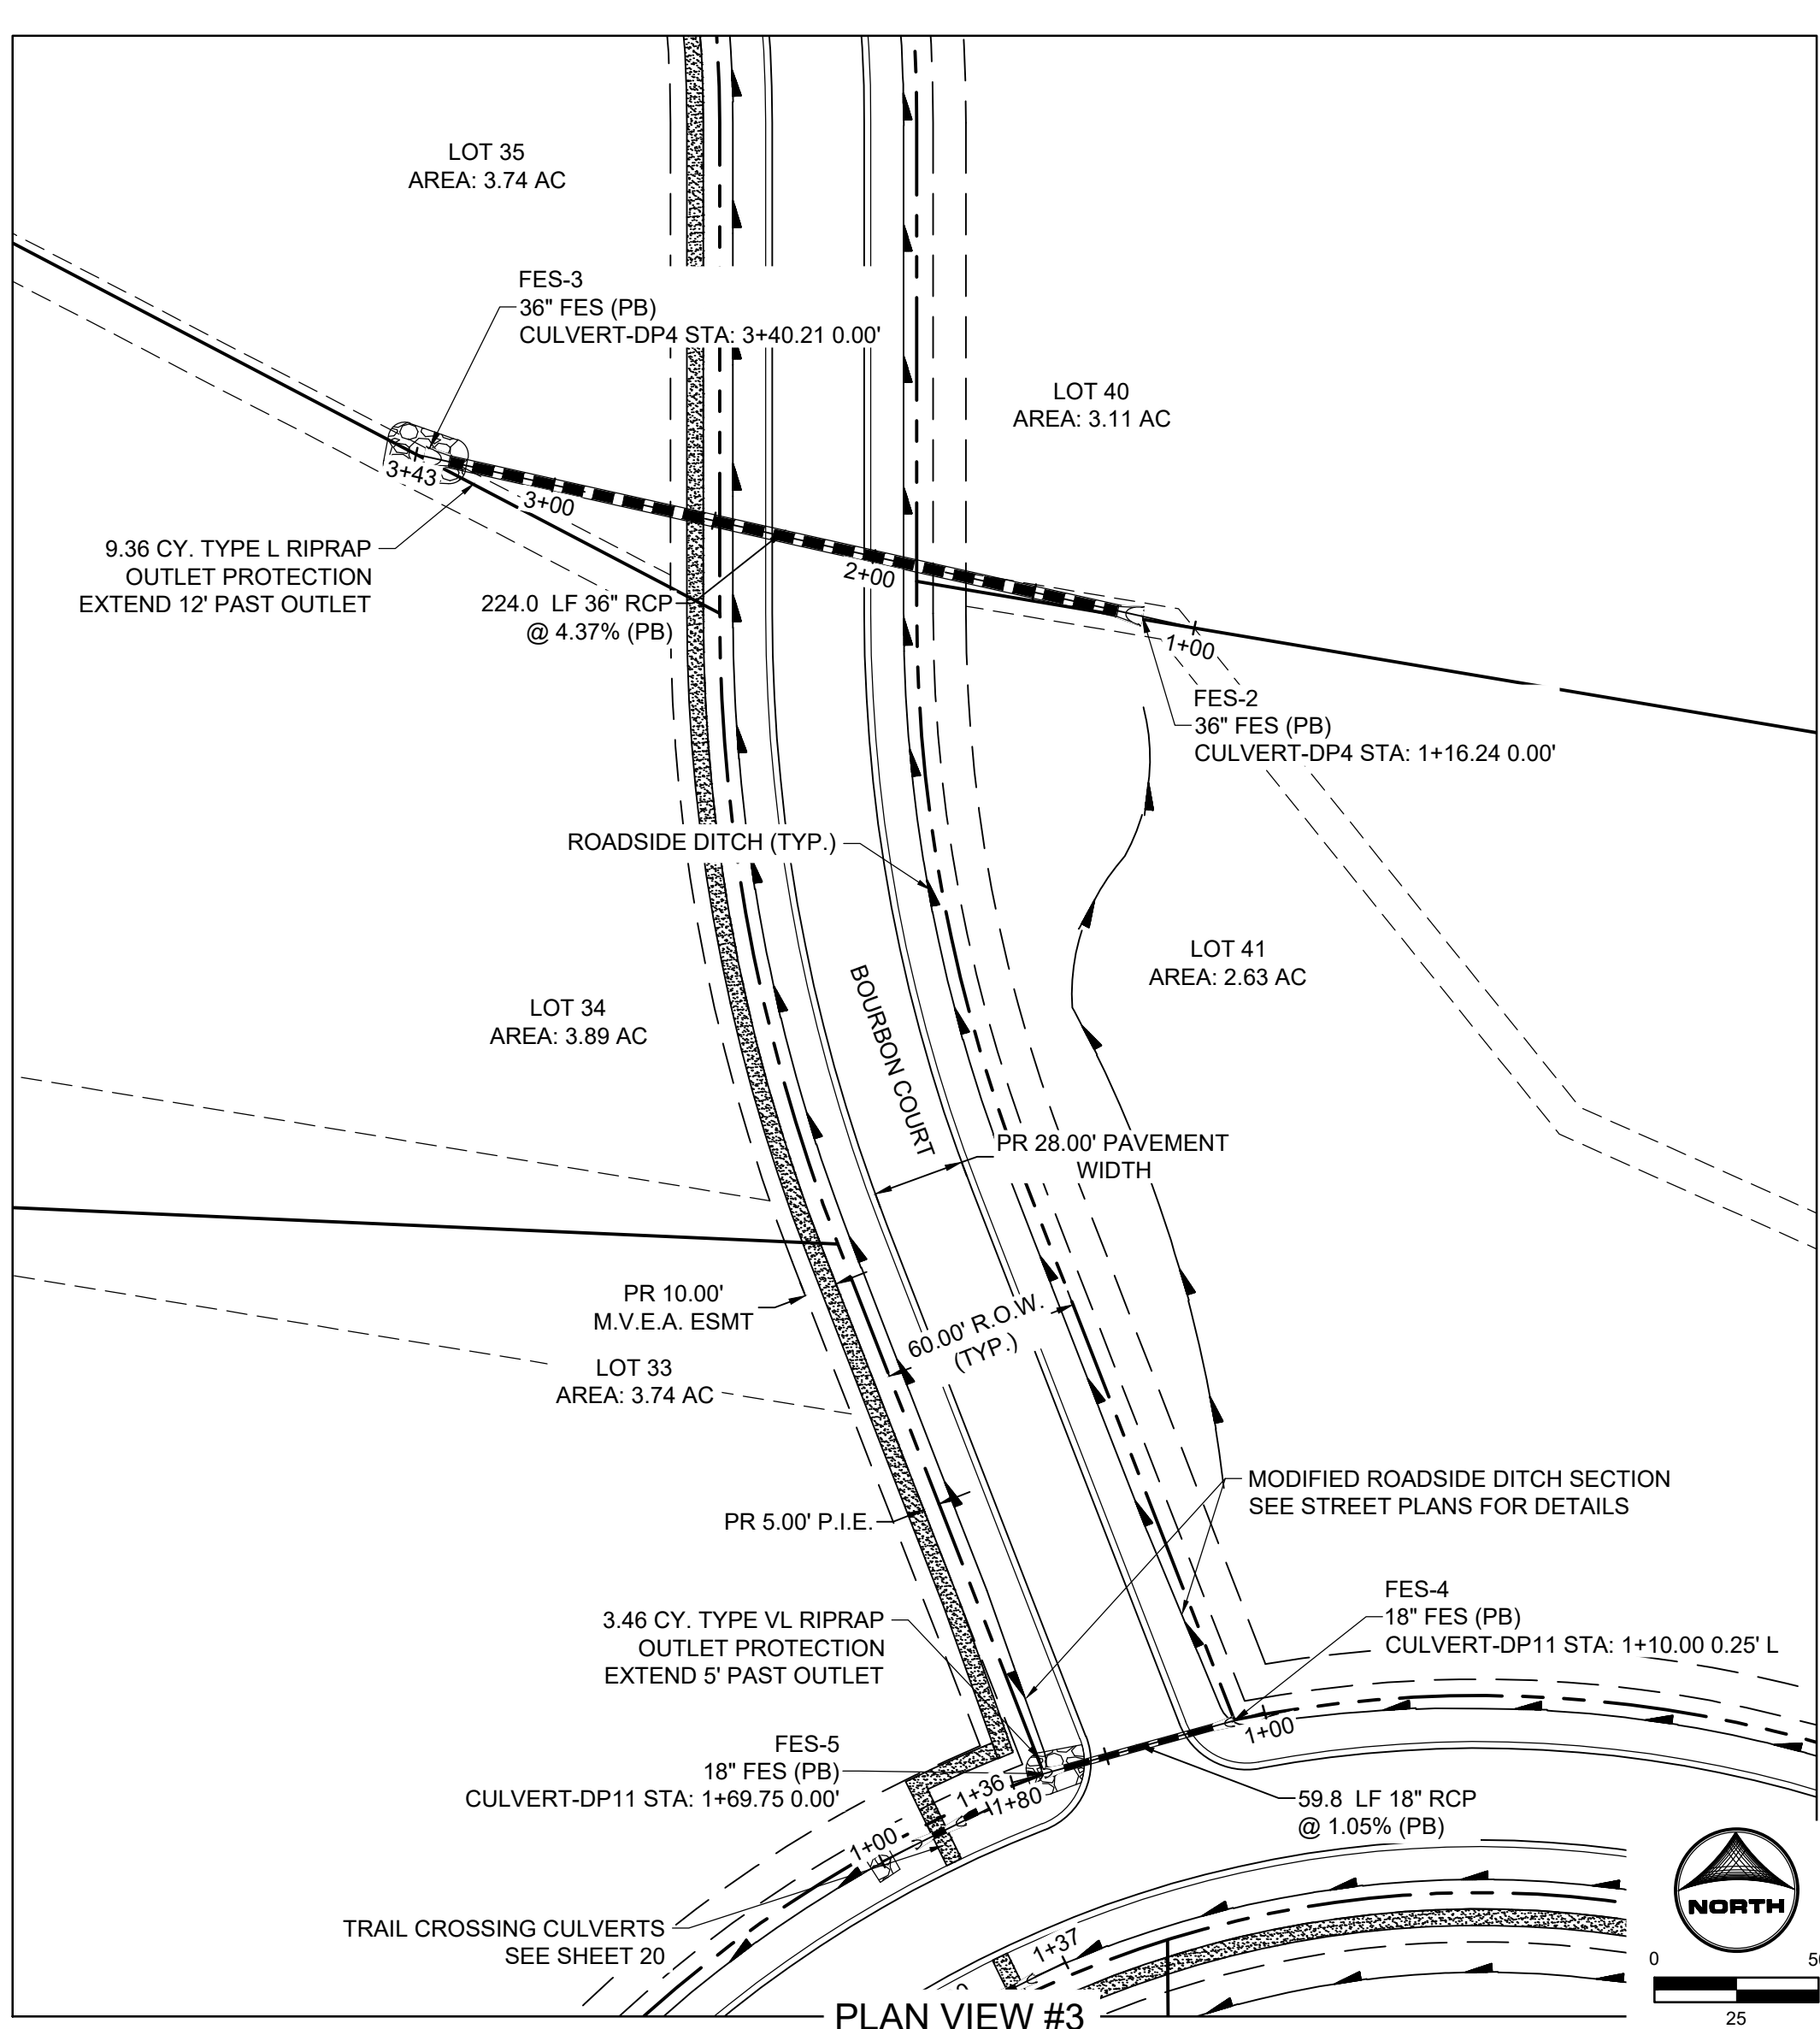 LOT 35
AREA: 3.74 AC
FES-3
36" FES (PB)
CULVERT-DP4 STA: 3+40.21 0.00'
LOT 40
AREA: 3.11 AC
3+43
3+00
9.36 CY. TYPE L RIPRAP
OUTLET PROTECTION
EXTEND 12' PAST OUTLET
2+00
224.0 LF 36" RCP
@ 4.37% (PB)
1+00
FES-2
36" FES (PB)
CULVERT-DP4 STA: 1+16.24 0.00'
ROADSIDE DITCH (TYP.)
LOT 41
AREA: 2.63 AC
LOT 34
AREA: 3.89 AC
BOURBON COURT
PR 28.00' PAVEMENT
WIDTH
PR 10.00'
M.V.E.A. ESMT
60.00' R.O.W.
(TYP.)
LOT 33
AREA: 3.74 AC
MODIFIED ROADSIDE DITCH SECTION
SEE STREET PLANS FOR DETAILS
PR 5.00' P.I.E.
FES-4
18" FES (PB)
CULVERT-DP11 STA: 1+10.00 0.25' L
3.46 CY. TYPE VL RIPRAP
OUTLET PROTECTION
EXTEND 5' PAST OUTLET
1+00
FES-5
18" FES (PB)
CULVERT-DP11 STA: 1+69.75 0.00'
1+36
1+80
59.8 LF 18" RCP
@ 1.05% (PB)
1+00
TRAIL CROSSING CULVERTS
SEE SHEET 20
1+37
NORTH
0
25
PLAN VIEW #3